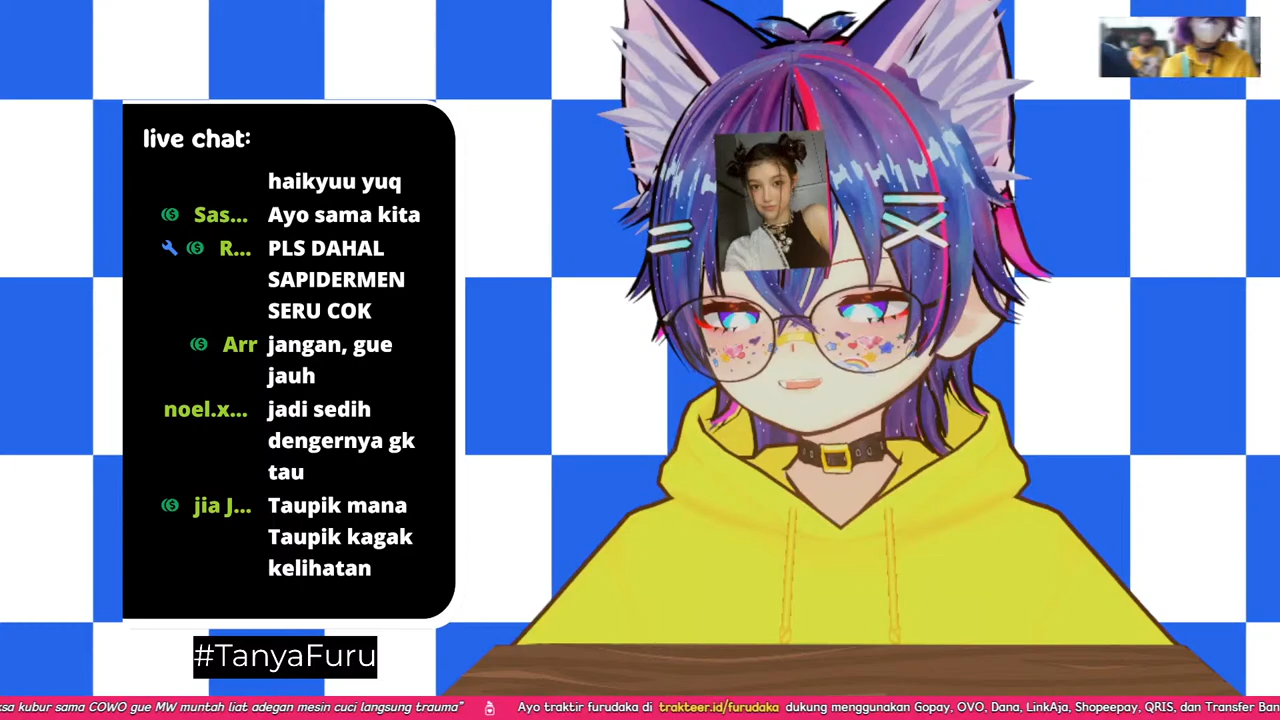 live chat:
haikyuu yuq
Sas... Ayo sama kita
R... PLS DAHAL
SAPIDERMEN
SERU COK
Arr jangan, gue
jauh
noel.x... jadi sedih
dengernya gk
tau
jia J... Taupik mana
Taupik kagak
kelihatan
#TanyaFuru
ksa kubur sama COWO gue MW muntah liat adegan mesin cuci langsung trauma” Ayo traktir furudaka di trakteer.id/furudaka dukung menggunakan Gopay, OVO, Dana, LinkAja, Shopeepay, QRIS, dan Transfer Ban